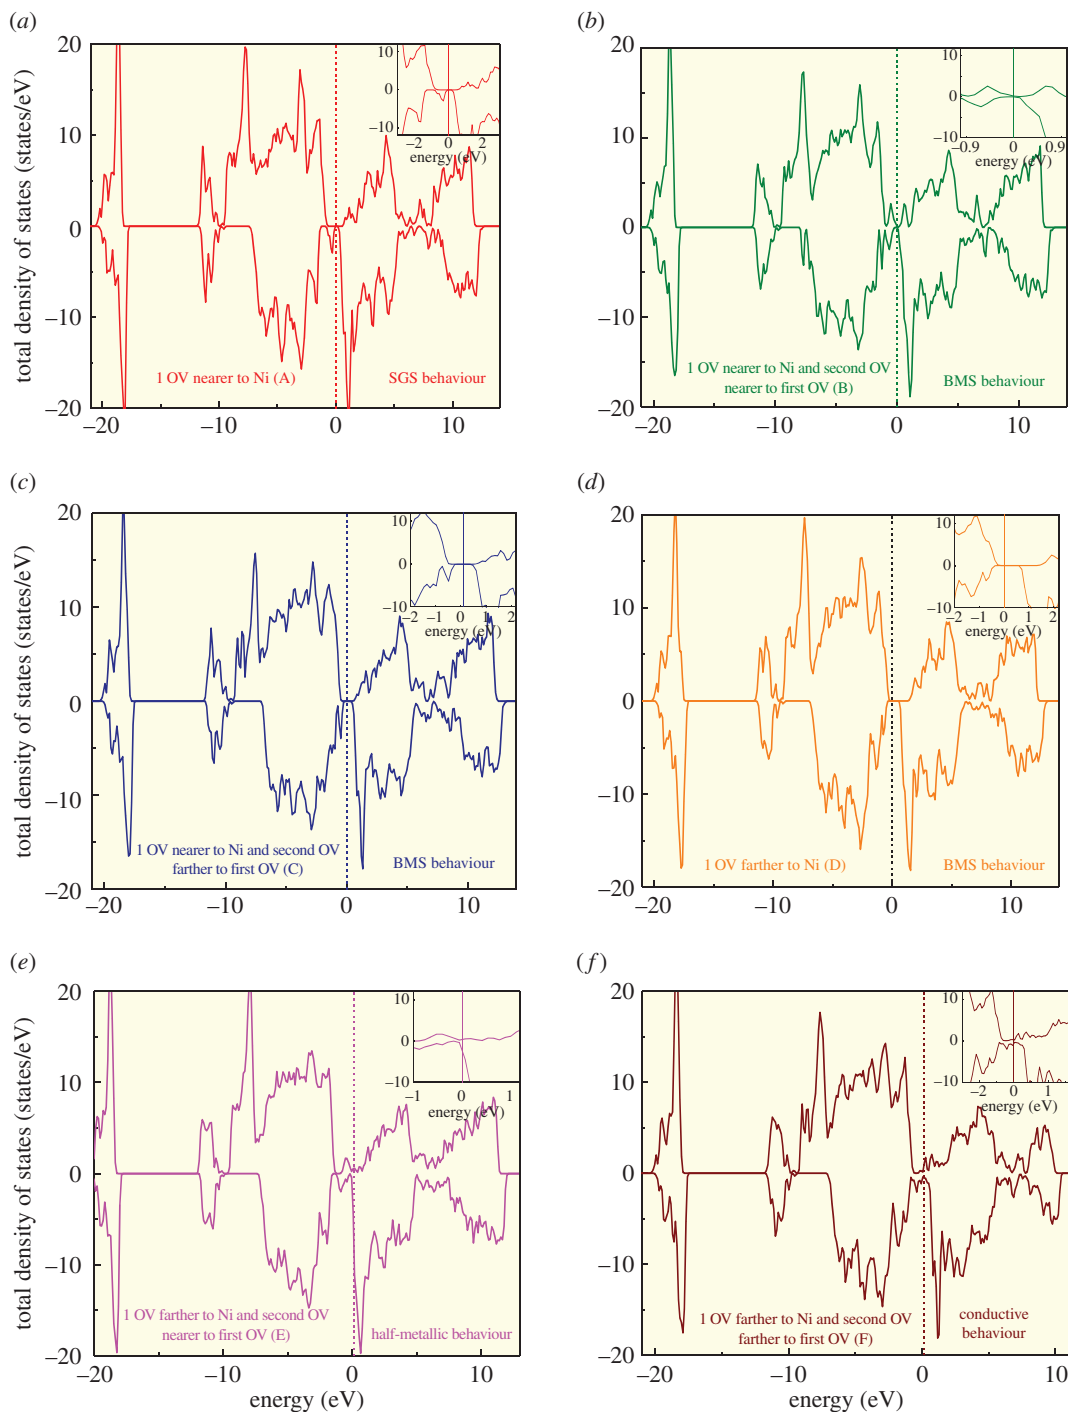 (a)
(b)
total density of states (states/eV)
20
10
0
−10
−20
−20
−10
0
10
10
0
−10
−2
0
2
energy (eV)
1 OV nearer to Ni (A)
SGS behaviour
20
10
0
−10
−20
−20
−10
0
10
10
0
−10
−0.9
0
0.9
energy (eV)
1 OV nearer to Ni and second OV
nearer to first OV (B)
BMS behaviour
(c)
(d)
total density of states (states/eV)
20
10
0
−10
−20
−20
−10
0
10
10
0
−10
−2
−1
0
1
2
energy (eV)
1 OV nearer to Ni and second OV
farther to first OV (C)
BMS behaviour
20
10
0
−10
−20
−20
−10
0
10
10
0
−10
−2
−1
0
1
2
energy (eV)
1 OV farther to Ni (D)
BMS behaviour
(e)
(f)
total density of states (states/eV)
20
10
0
−10
−20
−20
−10
0
10
energy (eV)
10
0
−10
−1
0
1
energy (eV)
1 OV farther to Ni and second OV
nearer to first OV (E)
half-metallic behaviour
20
10
0
−10
−20
−20
−10
0
10
energy (eV)
10
0
−10
−2
0
1
energy (eV)
1 OV farther to Ni and second OV
farther to first OV (F)
conductive
behaviour